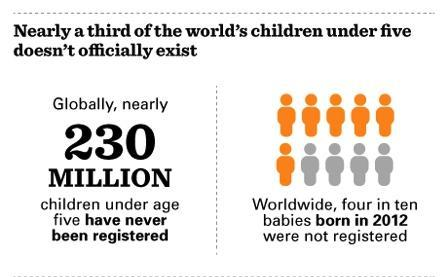 Nearly a third of the world's children under five
doesn't officially exist
Globally, nearly
230
MILLION
children under age
five have never
been registered
Worldwide, four in ten
babies born in 2012
were not registered